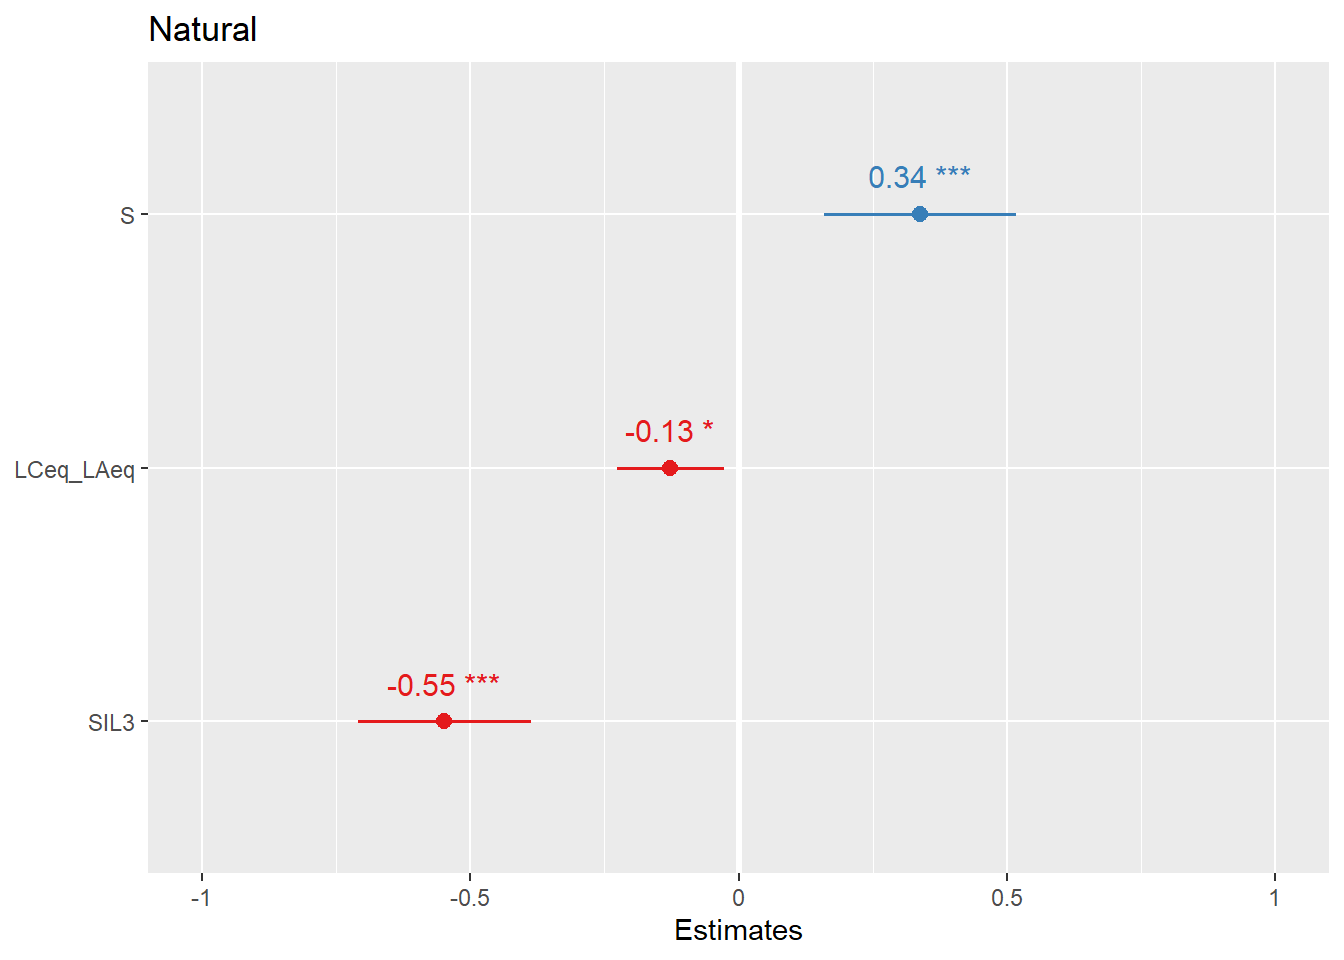 Natural
0.34 ***
S
-0.13 *
LCeq_LAeq
-0.55 ***
SIL3
-1 -0.5 0 0.5 1
Estimates